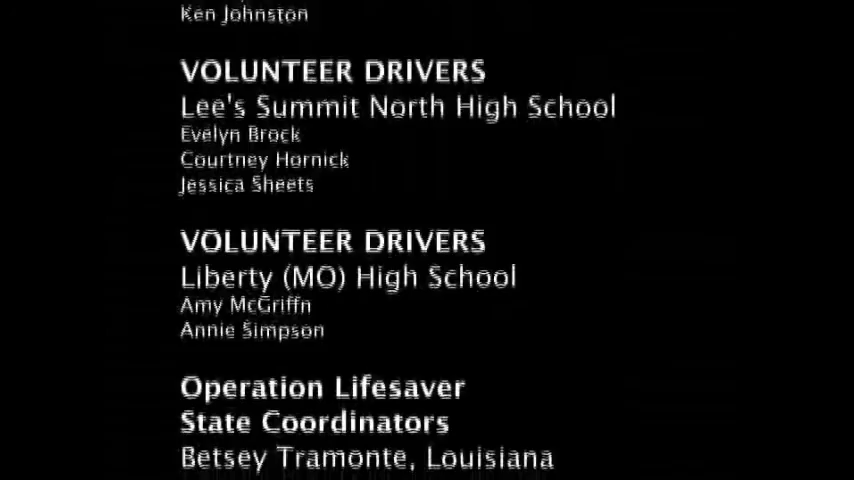 Ken Johnston
VOLUNTEER DRIVERS
Lee's Summit North High School
Evelyn Brock
Courtney Hornick
Jessica Sheets
VOLUNTEER DRIVERS
Liberty (MO) High School
Amy McGriffn
Annie Simpson
Operation Lifesaver
State Coordinators
Betsey Tramonte, Louisiana